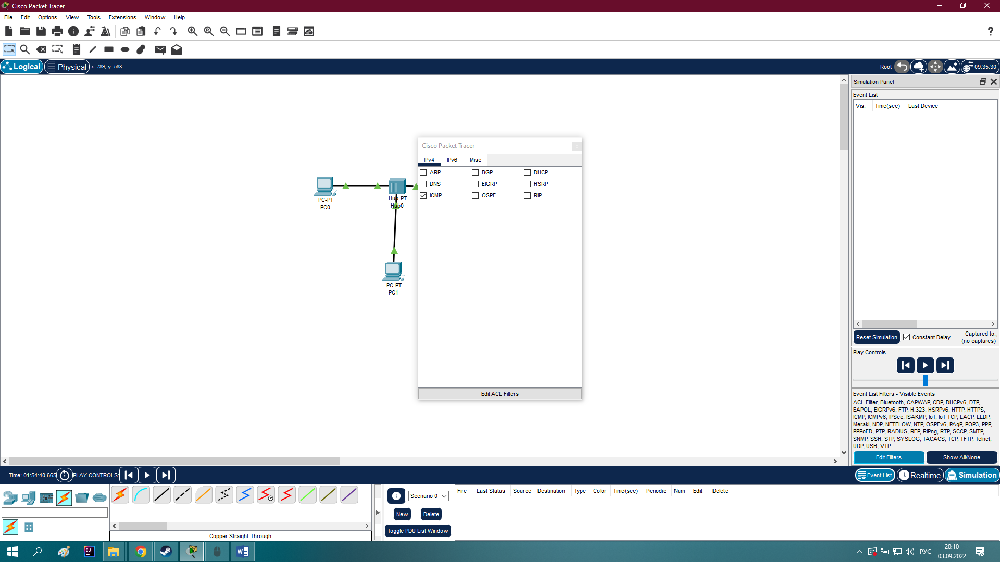 Cisco Packet Tracer
File Edit Options View Tools Extensions Window Help
Logical Physical x: 789, y: 588 Root 09:35:30
Simulation Panel
Event List
Vis. Time(sec) Last Device
Cisco Packet Tracer
IPv4 IPv6 Misc
ARP BGP DHCP
DNS EIGRP HSRP
ICMP OSPF RIP
Edit ACL Filters
PC-PT
PC0
Hub-PT
Hub0
PC-PT
PC1
Reset Simulation Constant Delay Captured to:
(no captures)
Play Controls
Event List Filters - Visible Events
ACL Filter, Bluetooth, CAPWAP, CDP, DHCPv6, DTP,
EAPOL, EIGRPv6, FTP, H.323, HSRPv6, HTTP, HTTPS,
ICMP, ICMPv6, IPSec, ISAKMP, IoT, IoT TCP, LACP, LLDP,
Meraki, NDP, NETFLOW, NTP, OSPFv6, PAgP, POP3, PPP,
PPPoED, PTP, RADIUS, REP, RIPng, RTP, SCCP, SMTP,
SNMP, SSH, STP, SYSLOG, TACACS, TCP, TFTP, Telnet,
UDP, USB, VTP
Edit Filters Show All/None
Time: 01:54:40.665 PLAY CONTROLS: Event List Realtime Simulation
Scenario 0
New Delete
Toggle PDU List Window
Fire Last Status Source Destination Type Color Time(sec) Periodic Num Edit Delete
Copper Straight-Through
РУС
20:10
03.09.2022